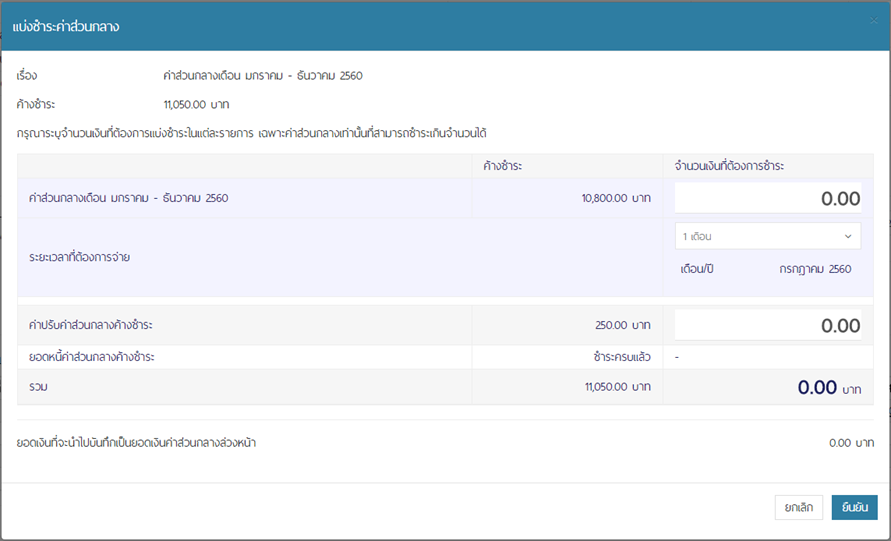 แบ่งชำระค่าส่วนกลาง
×
เรื่อง ค่าส่วนกลางเดือน มกราคม - ธันวาคม 2560
ค้างชำระ 11,050.00 บาท
กรุณาระบุจำนวนเงินที่ต้องการแบ่งชำระในแต่ละรายการ เฉพาะค่าส่วนกลางเท่านั้นที่สามารถชำระเกินจำนวนได้
ค้างชำระ จำนวนเงินที่ต้องการชำระ
ค่าส่วนกลางเดือน มกราคม - ธันวาคม 2560 10,800.00 บาท 0.00
1 เดือน
ระยะเวลาที่ต้องการจ่าย
เดือน/ปี กรกฎาคม 2560
ค่าปรับค่าส่วนกลางค้างชำระ 250.00 บาท 0.00
ยอดหนี้ค่าส่วนกลางค้างชำระ ชำระครบแล้ว -
รวม 11,050.00 บาท 0.00 บาท
ยอดเงินที่จะนำไปบันทึกเป็นยอดเงินค่าส่วนกลางล่วงหน้า 0.00 บาท
ยกเลิก ยืนยัน